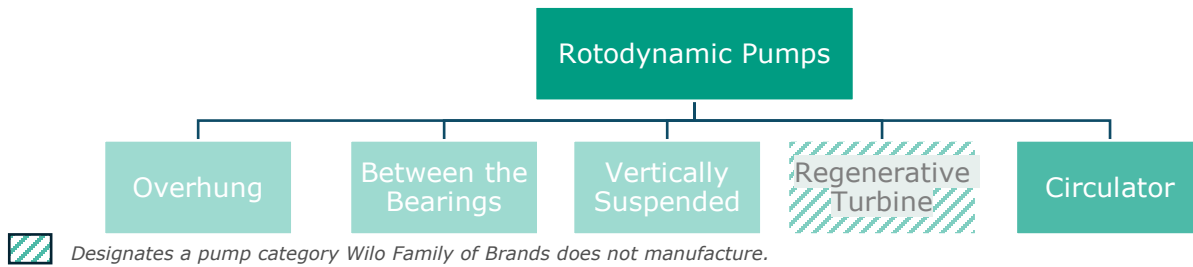 Rotodynamic Pumps
Overhung
Between the
Bearings
Vertically
Suspended
Regenerative
Turbine
Circulator
Designates a pump category Wilo Family of Brands does not manufacture.